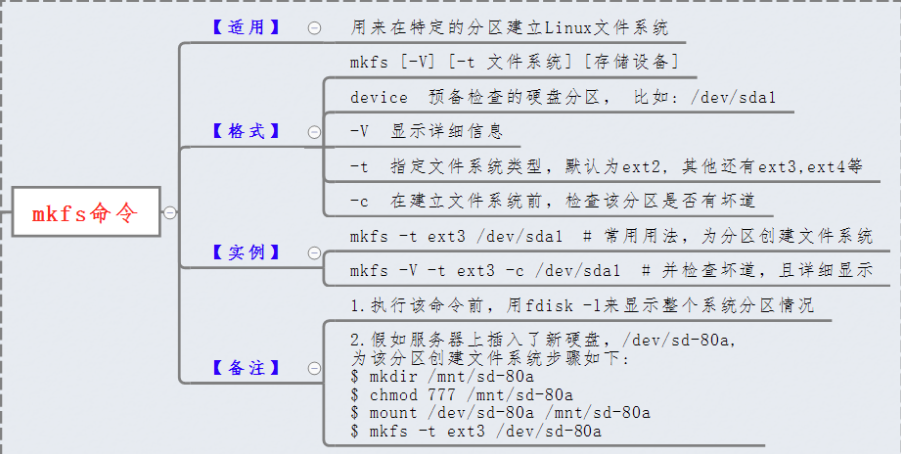 mkfs命令
【适用】
用来在特定的分区建立Linux文件系统
【格式】
mkfs [-V] [-t 文件系统] [存储设备]
device 预备检查的硬盘分区， 比如: /dev/sda1
-V 显示详细信息
-t 指定文件系统类型，默认为ext2, 其他还有ext3,ext4等
-c 在建立文件系统前，检查该分区是否有坏道
【实例】
mkfs -t ext3 /dev/sda1 # 常用用法，为分区创建文件系统
mkfs -V -t ext3 -c /dev/sda1 # 并检查坏道，且详细显示
【备注】
1.执行该命令前，用fdisk -l来显示整个系统分区情况
2.假如服务器上插入了新硬盘，/dev/sd-80a,
为该分区创建文件系统步骤如下:
$ mkdir /mnt/sd-80a
$ chmod 777 /mnt/sd-80a
$ mount /dev/sd-80a /mnt/sd-80a
$ mkfs -t ext3 /dev/sd-80a